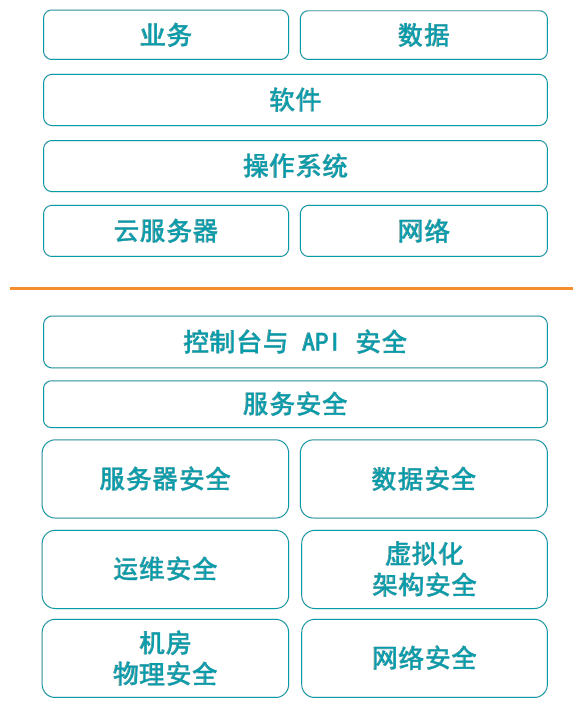 业务
数据
软件
操作系统
云服务器
网络
控制台与 API 安全
服务安全
服务器安全
数据安全
运维安全
虚拟化
架构安全
机房
物理安全
网络安全